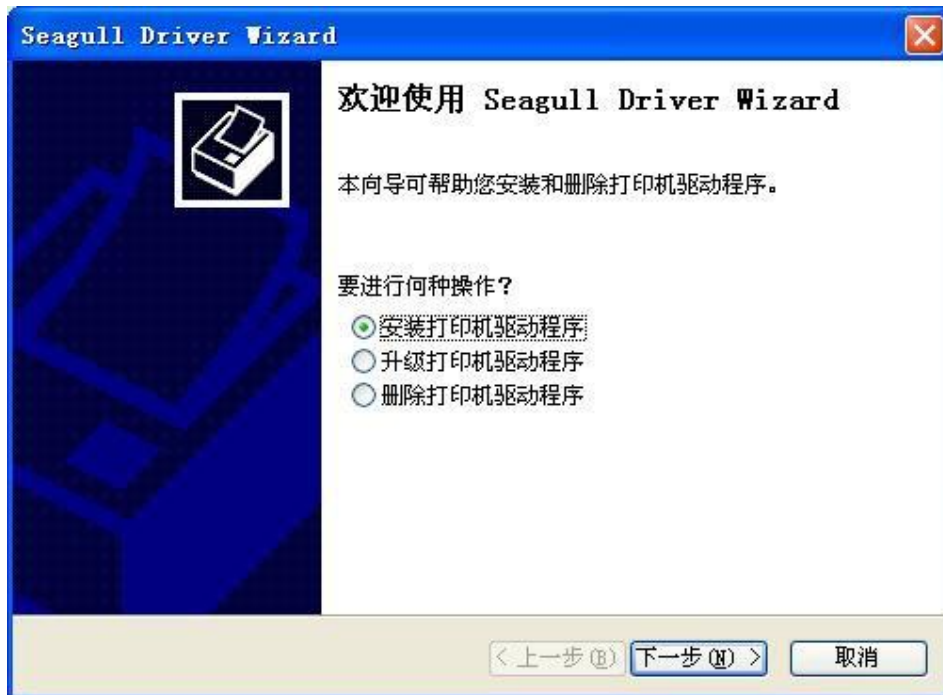 Seagull Driver Wizard
欢迎使用 Seagull Driver Wizard
本向导可帮助您安装和删除打印机驱动程序。
要进行何种操作?
安装打印机驱动程序
升级打印机驱动程序
删除打印机驱动程序
< 上一步(B) 下一步(N) > 取消